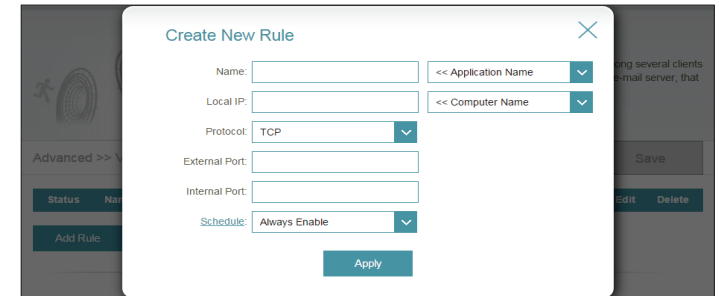 Create New Rule
Name:
<< Application Name
Local IP:
<< Computer Name
Protocol:
TCP
External Port:
Internal Port:
Schedule:
Always Enable
Apply
ong several clients
e-mail server, that
Advanced >> V
Save
Status
Nar
Edit
Delete
Add Rule